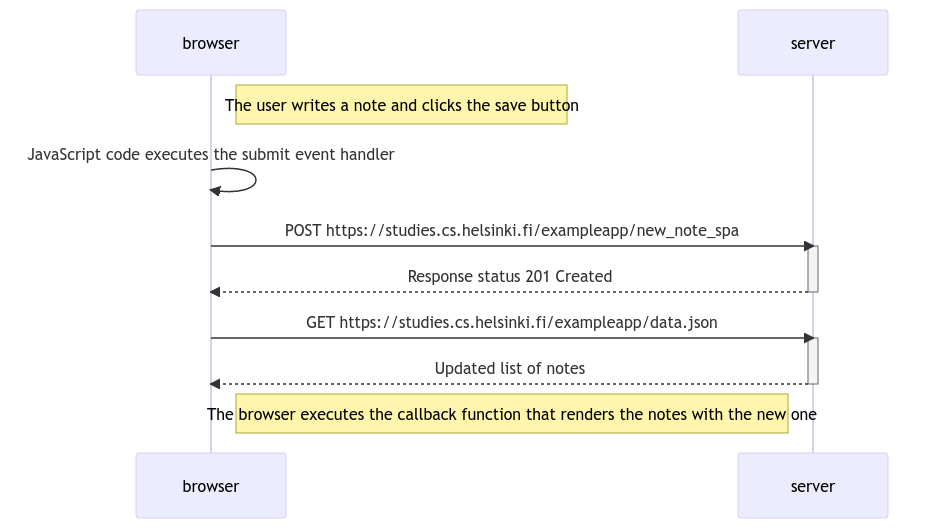 browser
server
The user writes a note and clicks the save button
JavaScript code executes the submit event handler
POST https://studies.cs.helsinki.fi/exampleapp/new_note_spa
Response status 201 Created
GET https://studies.cs.helsinki.fi/exampleapp/data.json
Updated list of notes
The browser executes the callback function that renders the notes with the new one
browser
server